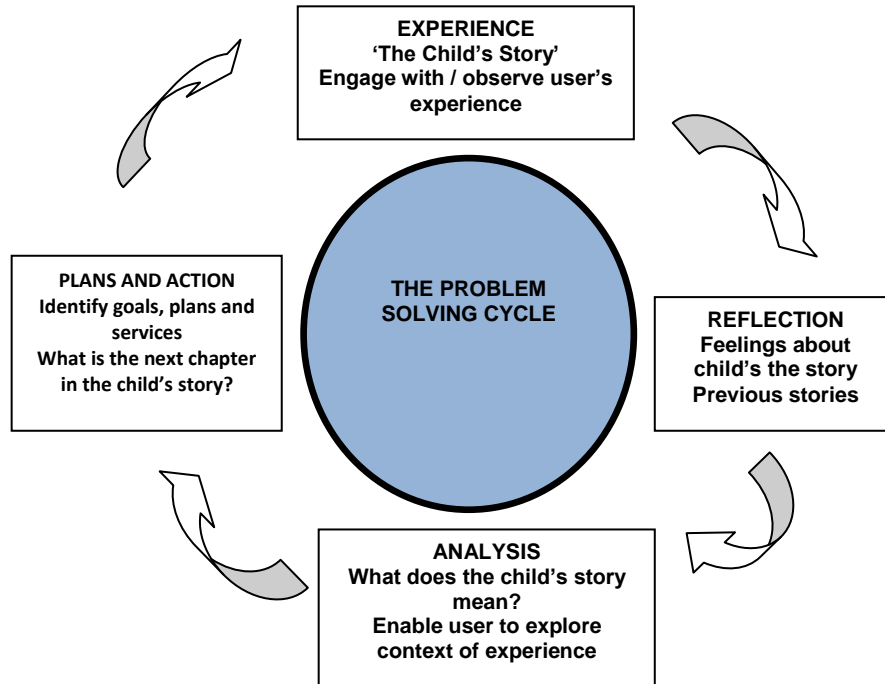 EXPERIENCE
‘The Child’s Story’
Engage with / observe user’s
experience
THE PROBLEM
SOLVING CYCLE
REFLECTION
Feelings about
child’s the story
Previous stories
ANALYSIS
What does the child’s story
mean?
Enable user to explore
context of experience
PLANS AND ACTION
Identify goals, plans and
services
What is the next chapter
in the child’s story?